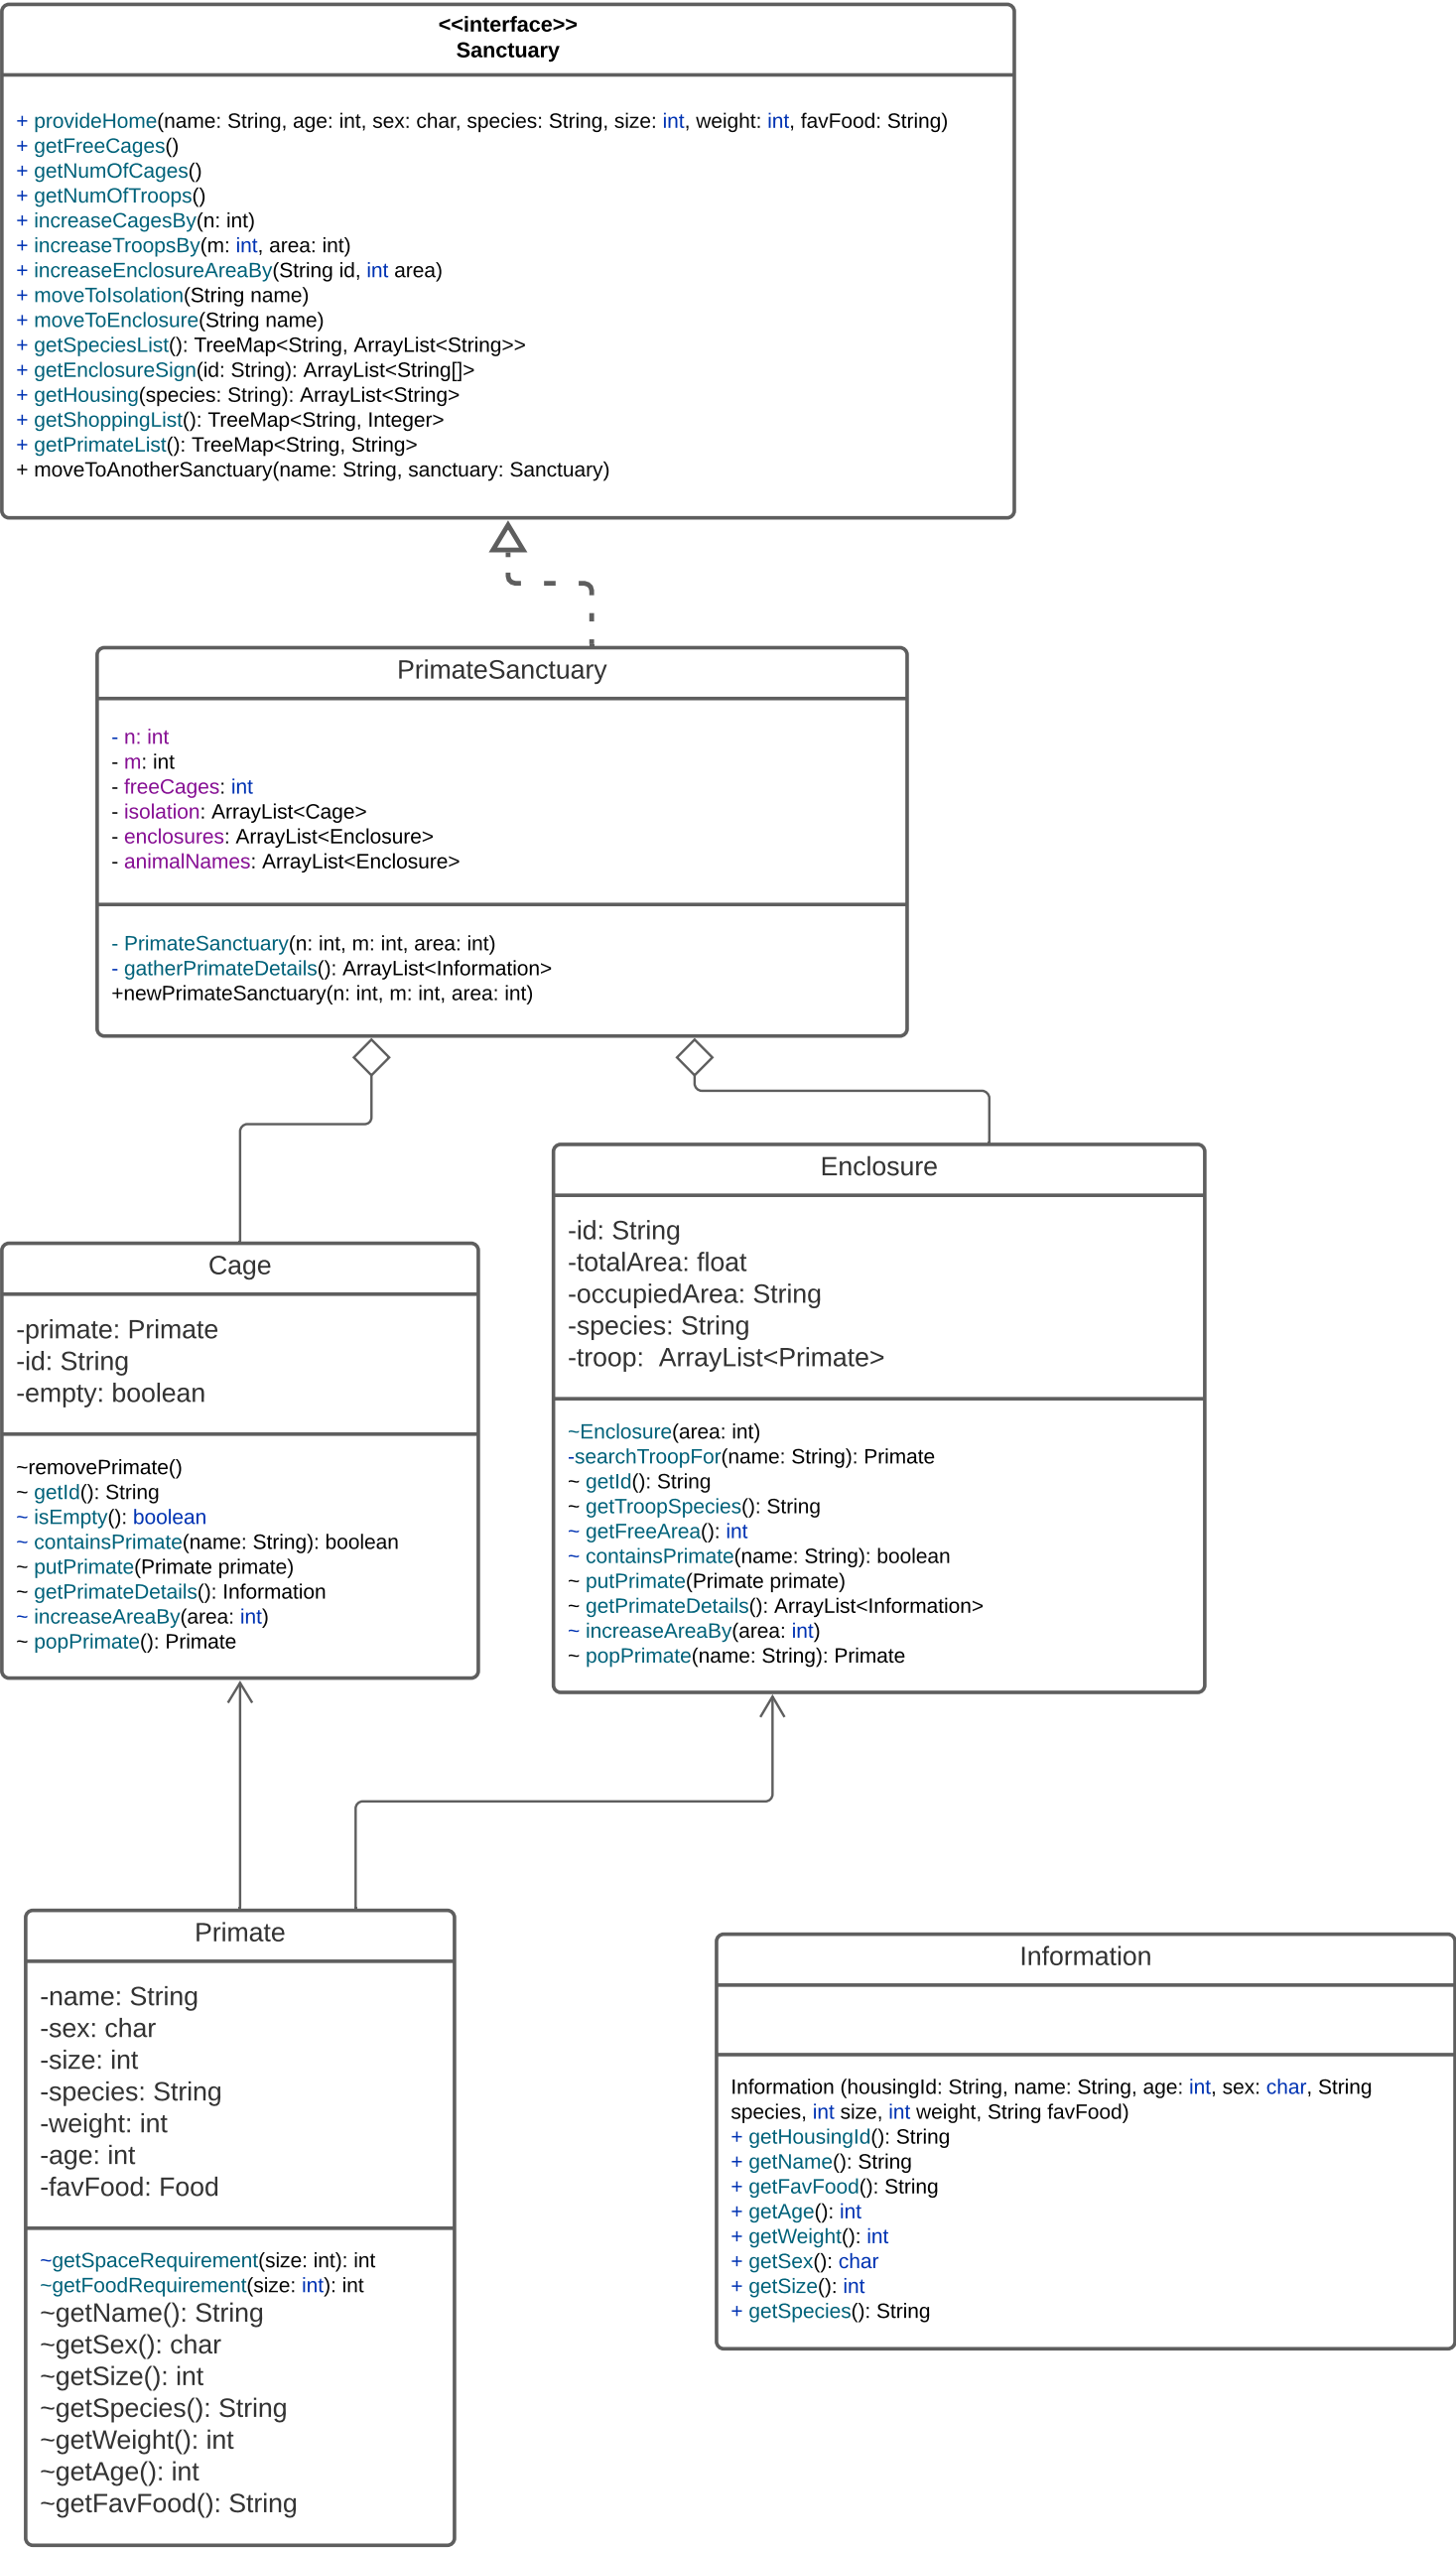 <<interface>>
Sanctuary
+ provideHome(name: String, age: int, sex: char, species: String, size: int, weight: int, favFood: String)
+ getFreeCages()
+ getNumOfCages()
+ getNumOfTroops()
+ increaseCagesBy(n: int)
+ increaseTroopsBy(m: int, area: int)
+ increaseEnclosureAreaBy(String id, int area)
+ moveToIsolation(String name)
+ moveToEnclosure(String name)
+ getSpeciesList(): TreeMap<String, ArrayList<String>>
+ getEnclosureSign(id: String): ArrayList<String[]>
+ getHousing(species: String): ArrayList<String>
+ getShoppingList(): TreeMap<String, Integer>
+ getPrimateList(): TreeMap<String, String>
+ moveToAnotherSanctuary(name: String, sanctuary: Sanctuary)
PrimateSanctuary
- n: int
- m: int
- freeCages: int
- isolation: ArrayList<Cage>
- enclosures: ArrayList<Enclosure>
- animalNames: ArrayList<Enclosure>
- PrimateSanctuary(n: int, m: int, area: int)
- gatherPrimateDetails(): ArrayList<Information>
+newPrimateSanctuary(n: int, m: int, area: int)
Enclosure
-id: String
-totalArea: float
-occupiedArea: String
-species: String
-troop:  ArrayList<Primate>
~Enclosure(area: int)
-searchTroopFor(name: String): Primate
~ getId(): String
~ getTroopSpecies(): String
~ getFreeArea(): int
~ containsPrimate(name: String): boolean
~ putPrimate(Primate primate)
~ getPrimateDetails(): ArrayList<Information>
~ increaseAreaBy(area: int)
~ popPrimate(name: String): Primate
Cage
-primate: Primate
-id: String
-empty: boolean
~removePrimate()
~ getId(): String
~ isEmpty(): boolean
~ containsPrimate(name: String): boolean
~ putPrimate(Primate primate)
~ getPrimateDetails(): Information
~ increaseAreaBy(area: int)
~ popPrimate(): Primate
Primate
-name: String
-sex: char
-size: int
-species: String
-weight: int
-age: int
-favFood: Food
~getSpaceRequirement(size: int): int
~getFoodRequirement(size: int): int
~getName(): String
~getSex(): char
~getSize(): int
~getSpecies(): String
~getWeight(): int
~getAge(): int
~getFavFood(): String
Information
Information (housingId: String, name: String, age: int, sex: char, String
species, int size, int weight, String favFood)
+ getHousingId(): String
+ getName(): String
+ getFavFood(): String
+ getAge(): int
+ getWeight(): int
+ getSex(): char
+ getSize(): int
+ getSpecies(): String